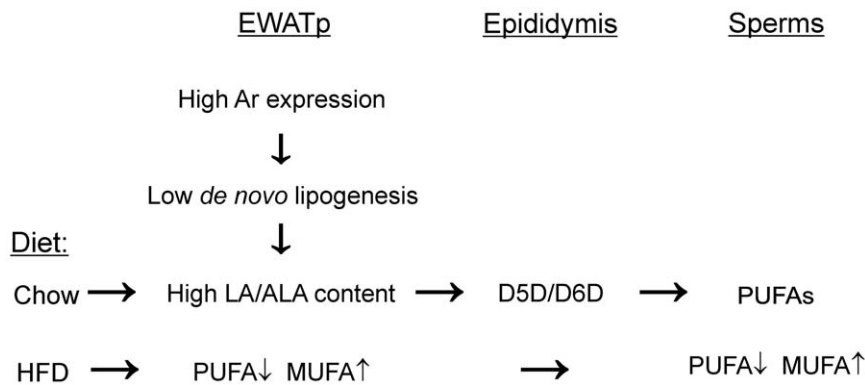 EWATp Epididymis Sperms
High Ar expression
↓
Low de novo lipogenesis
↓
Diet:
Chow → High LA/ALA content → D5D/D6D → PUFAs
HFD → PUFA↓ MUFA↑ → PUFA↓ MUFA↑